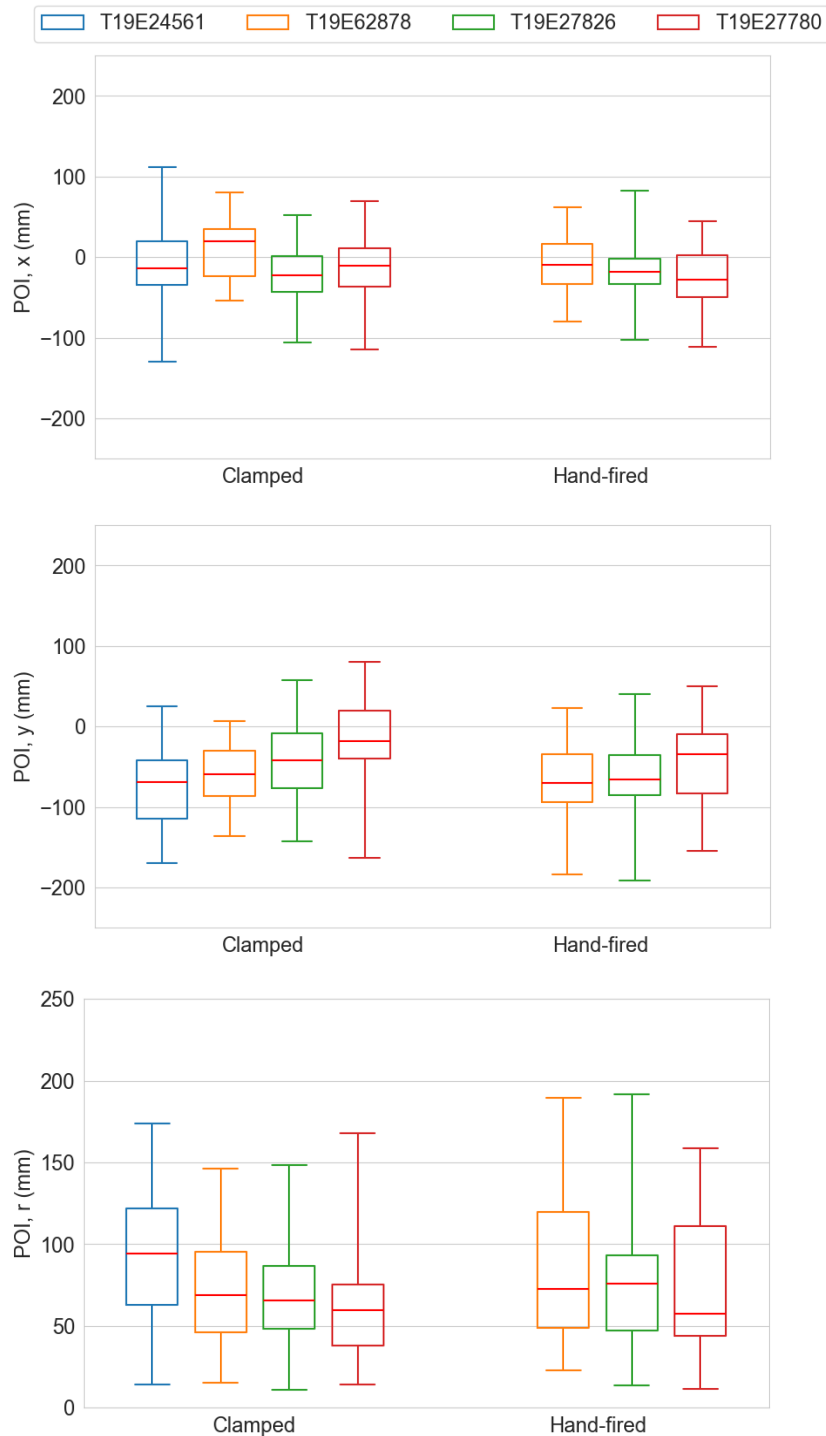 T19E24561 T19E62878 T19E27826 T19E27780
200
100
0
−100
−200
POI, x (mm)
Clamped Hand-fired
200
100
0
−100
−200
POI, y (mm)
Clamped Hand-fired
250
200
150
100
50
0
POI, r (mm)
Clamped Hand-fired